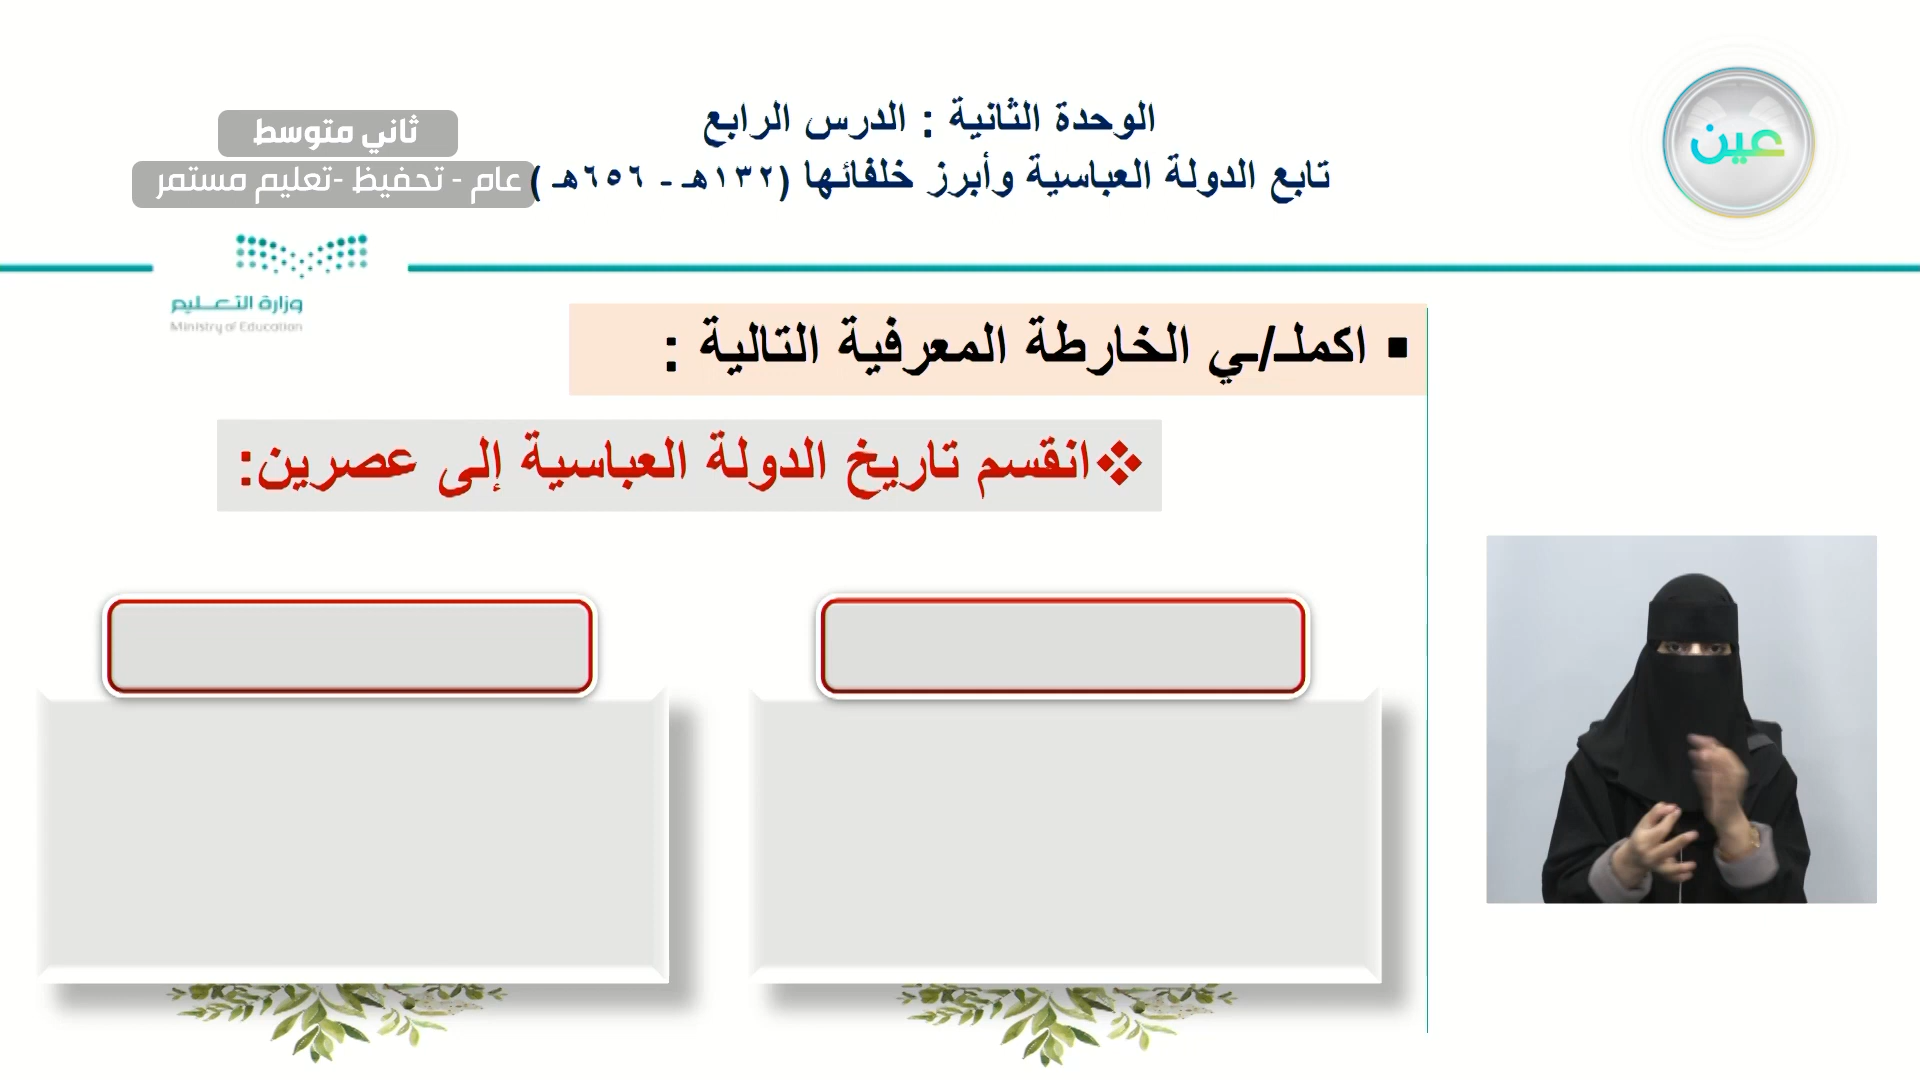 عين
الوحدة الثانية : الدرس الرابع
تابع الدولة العباسية وأبرز خلفائها (١٣٢هـ - ٦٥٦هـ )
ثاني متوسط
عام - تحفيظ -تعليم مستمر
وزارة التعليم
Ministry of Education
▪ اكملـ/ـي الخارطة المعرفية التالية :
❖انقسم تاريخ الدولة العباسية إلى عصرين: